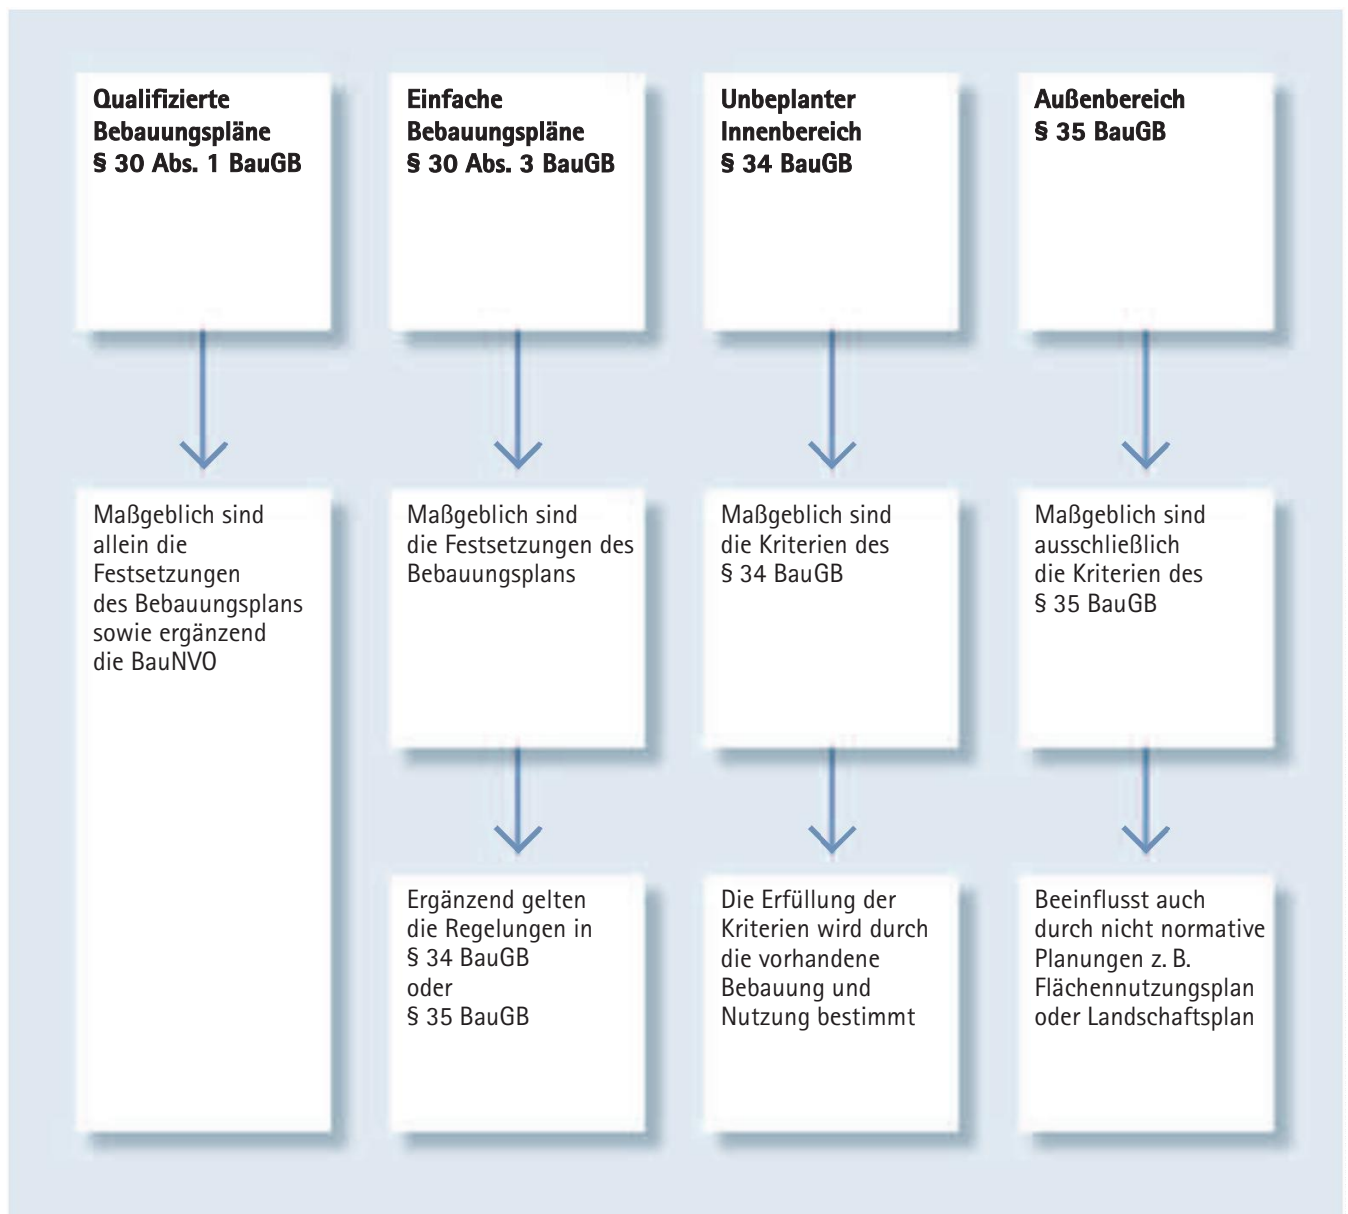 Qualifizierte
Bebauungspläne
§ 30 Abs. 1 BauGB
Maßgeblich sind
allein die
Festsetzungen
des Bebauungsplans
sowie ergänzend
die BauNVO
Einfache
Bebauungspläne
§ 30 Abs. 3 BauGB
Maßgeblich sind
die Festsetzungen des
Bebauungsplans
Ergänzend gelten
die Regelungen in
§ 34 BauGB
oder
§ 35 BauGB
Unbeplanter
Innenbereich
§ 34 BauGB
Maßgeblich sind
die Kriterien des
§ 34 BauGB
Die Erfüllung der
Kriterien wird durch
die vorhandene
Bebauung und
Nutzung bestimmt
Außenbereich
§ 35 BauGB
Maßgeblich sind
ausschließlich
die Kriterien des
§ 35 BauGB
Beeinflusst auch
durch nicht normative
Planungen z. B.
Flächennutzungsplan
oder Landschaftsplan